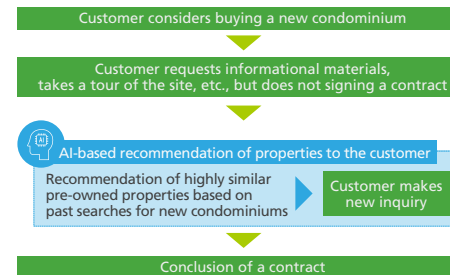 Customer considers buying a new condominium
Customer requests informational materials,
takes a tour of the site, etc., but does not signing a contract
AI
AI-based recommendation of properties to the customer
Recommendation of highly similar
pre-owned properties based on
past searches for new condominiums
Customer makes
new inquiry
Conclusion of a contract